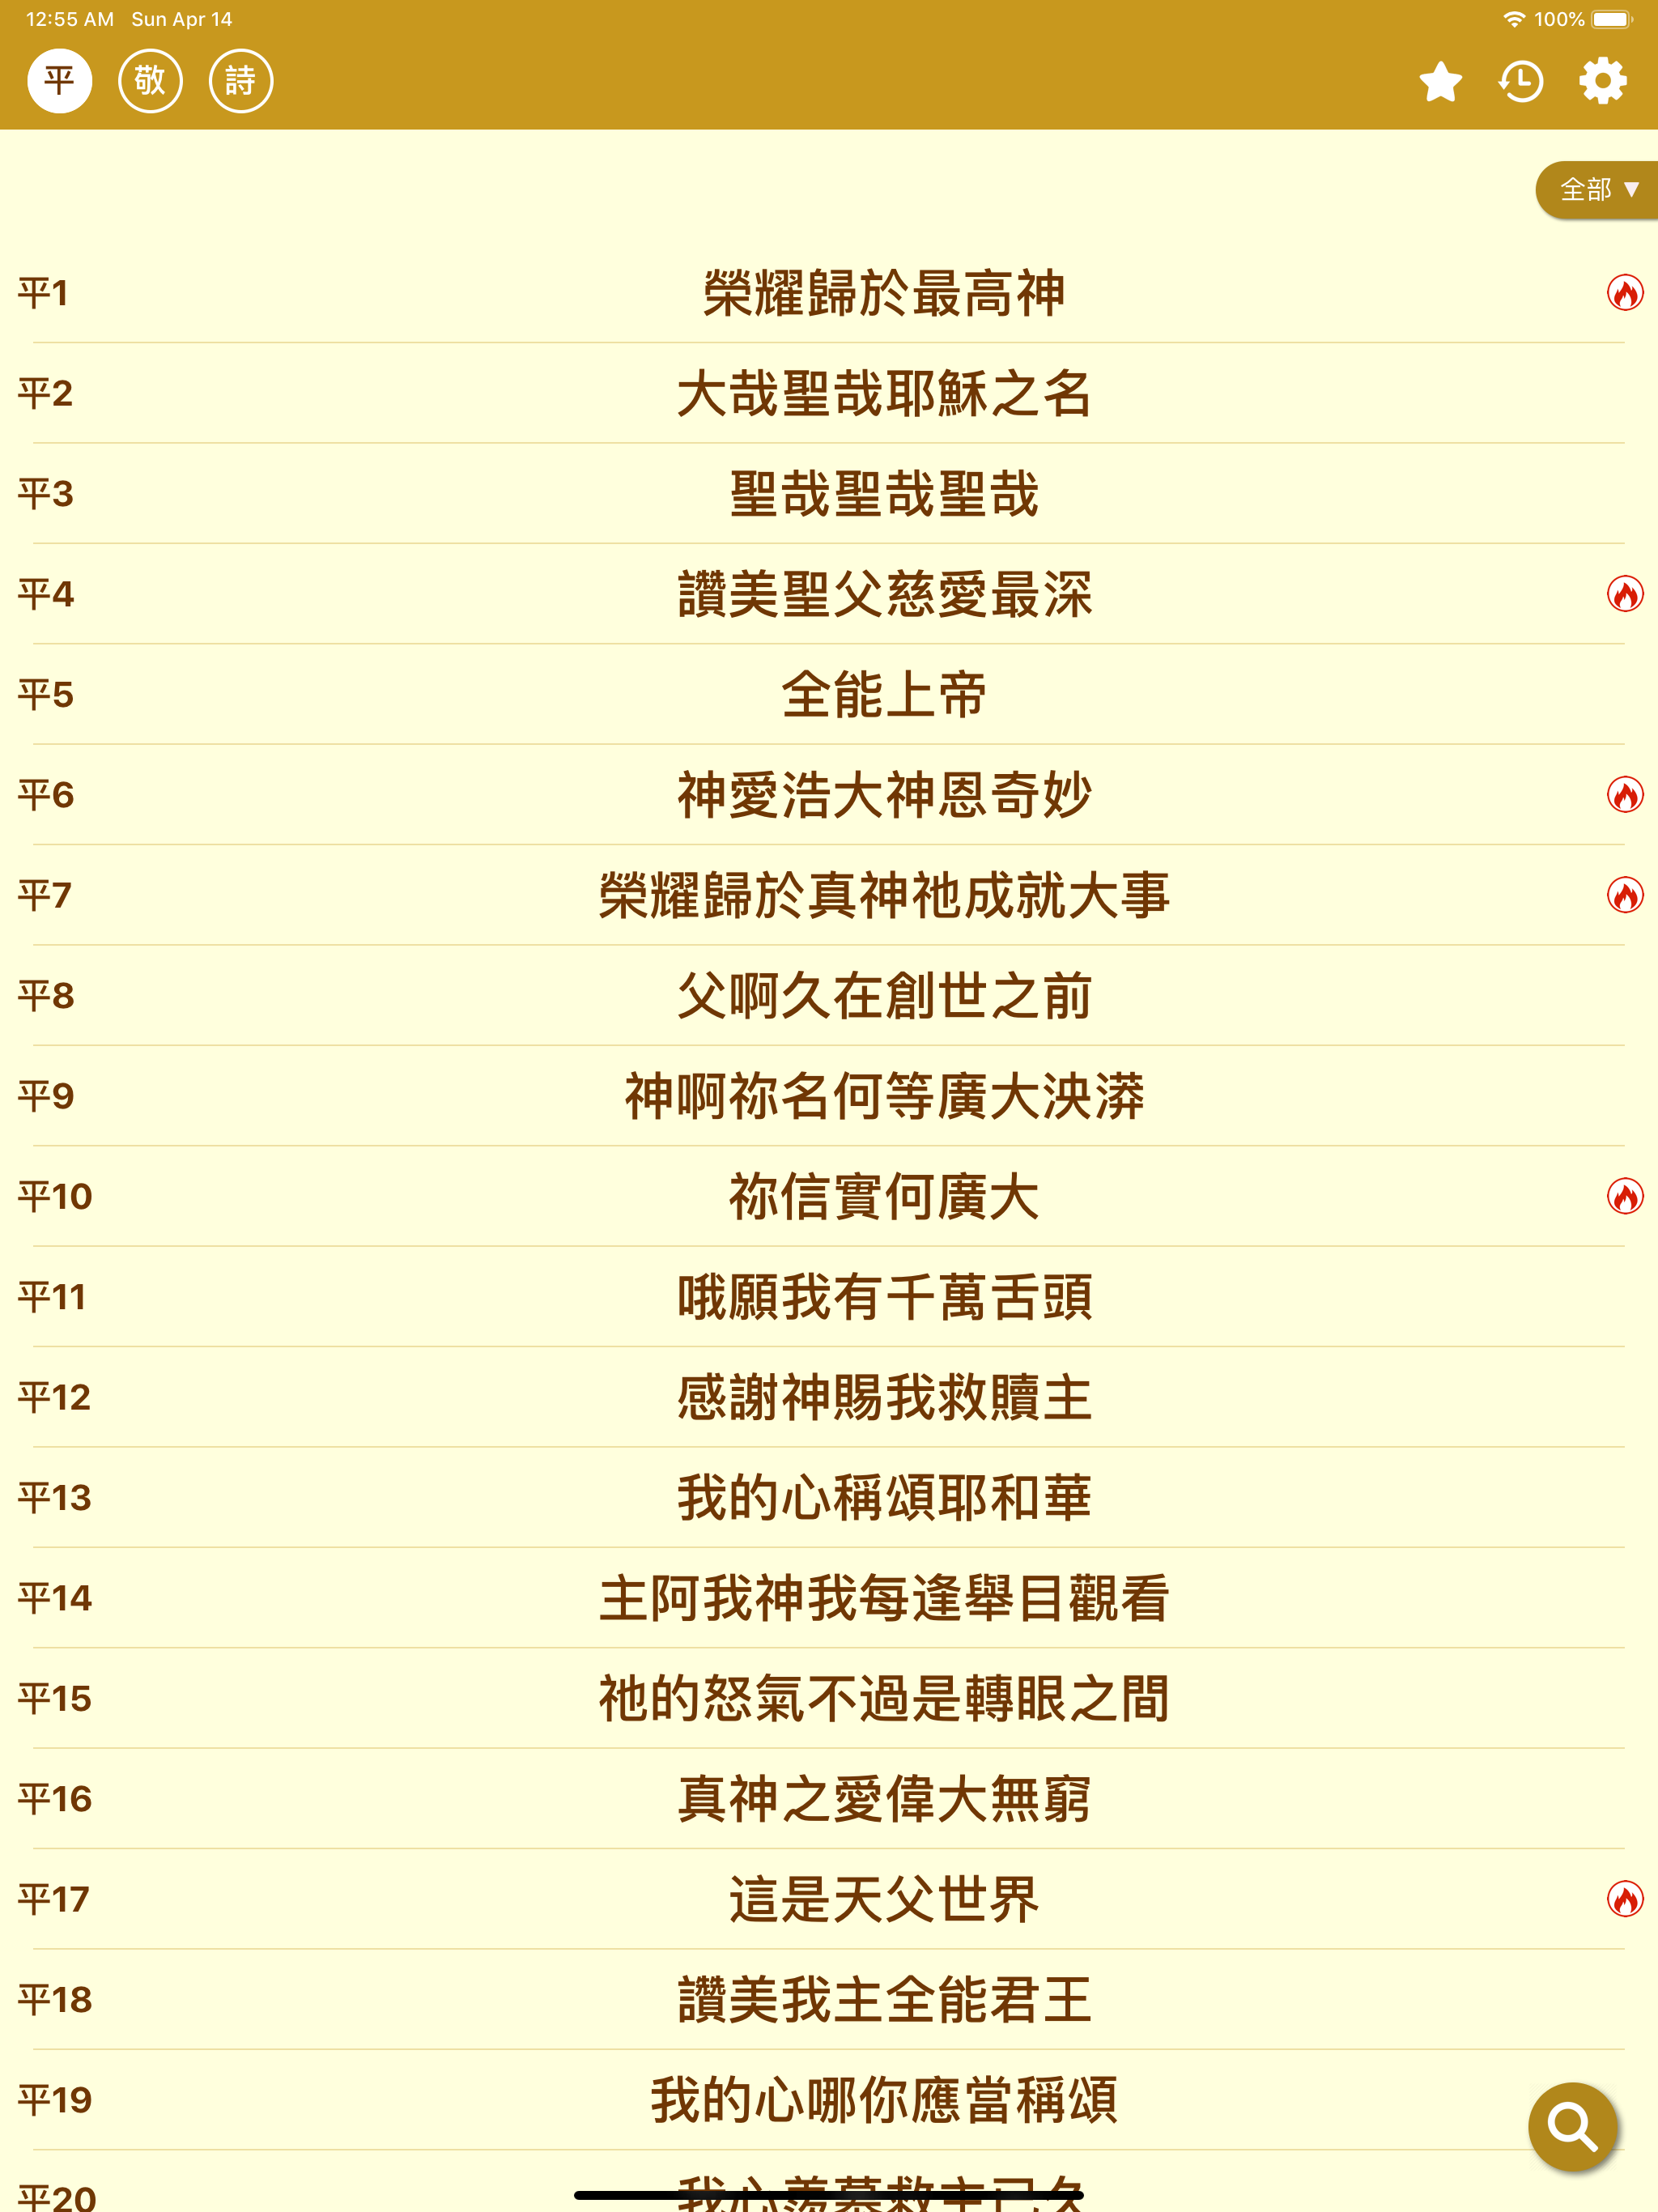 12:55 AM Sun Apr 14 100%
平 敬 詩
全部 ▼
平1 榮耀歸於最高神
平2 大哉聖哉耶穌之名
平3 聖哉聖哉聖哉
平4 讚美聖父慈愛最深
平5 全能上帝
平6 神愛浩大神恩奇妙
平7 榮耀歸於真神祂成就大事
平8 父啊久在創世之前
平9 神啊祢名何等廣大泱漭
平10 祢信實何廣大
平11 哦願我有千萬舌頭
平12 感謝神賜我救贖主
平13 我的心稱頌耶和華
平14 主阿我神我每逢舉目觀看
平15 祂的怒氣不過是轉眼之間
平16 真神之愛偉大無窮
平17 這是天父世界
平18 讚美我主全能君王
平19 我的心哪你應當稱頌
平20 我心羨慕救主已久